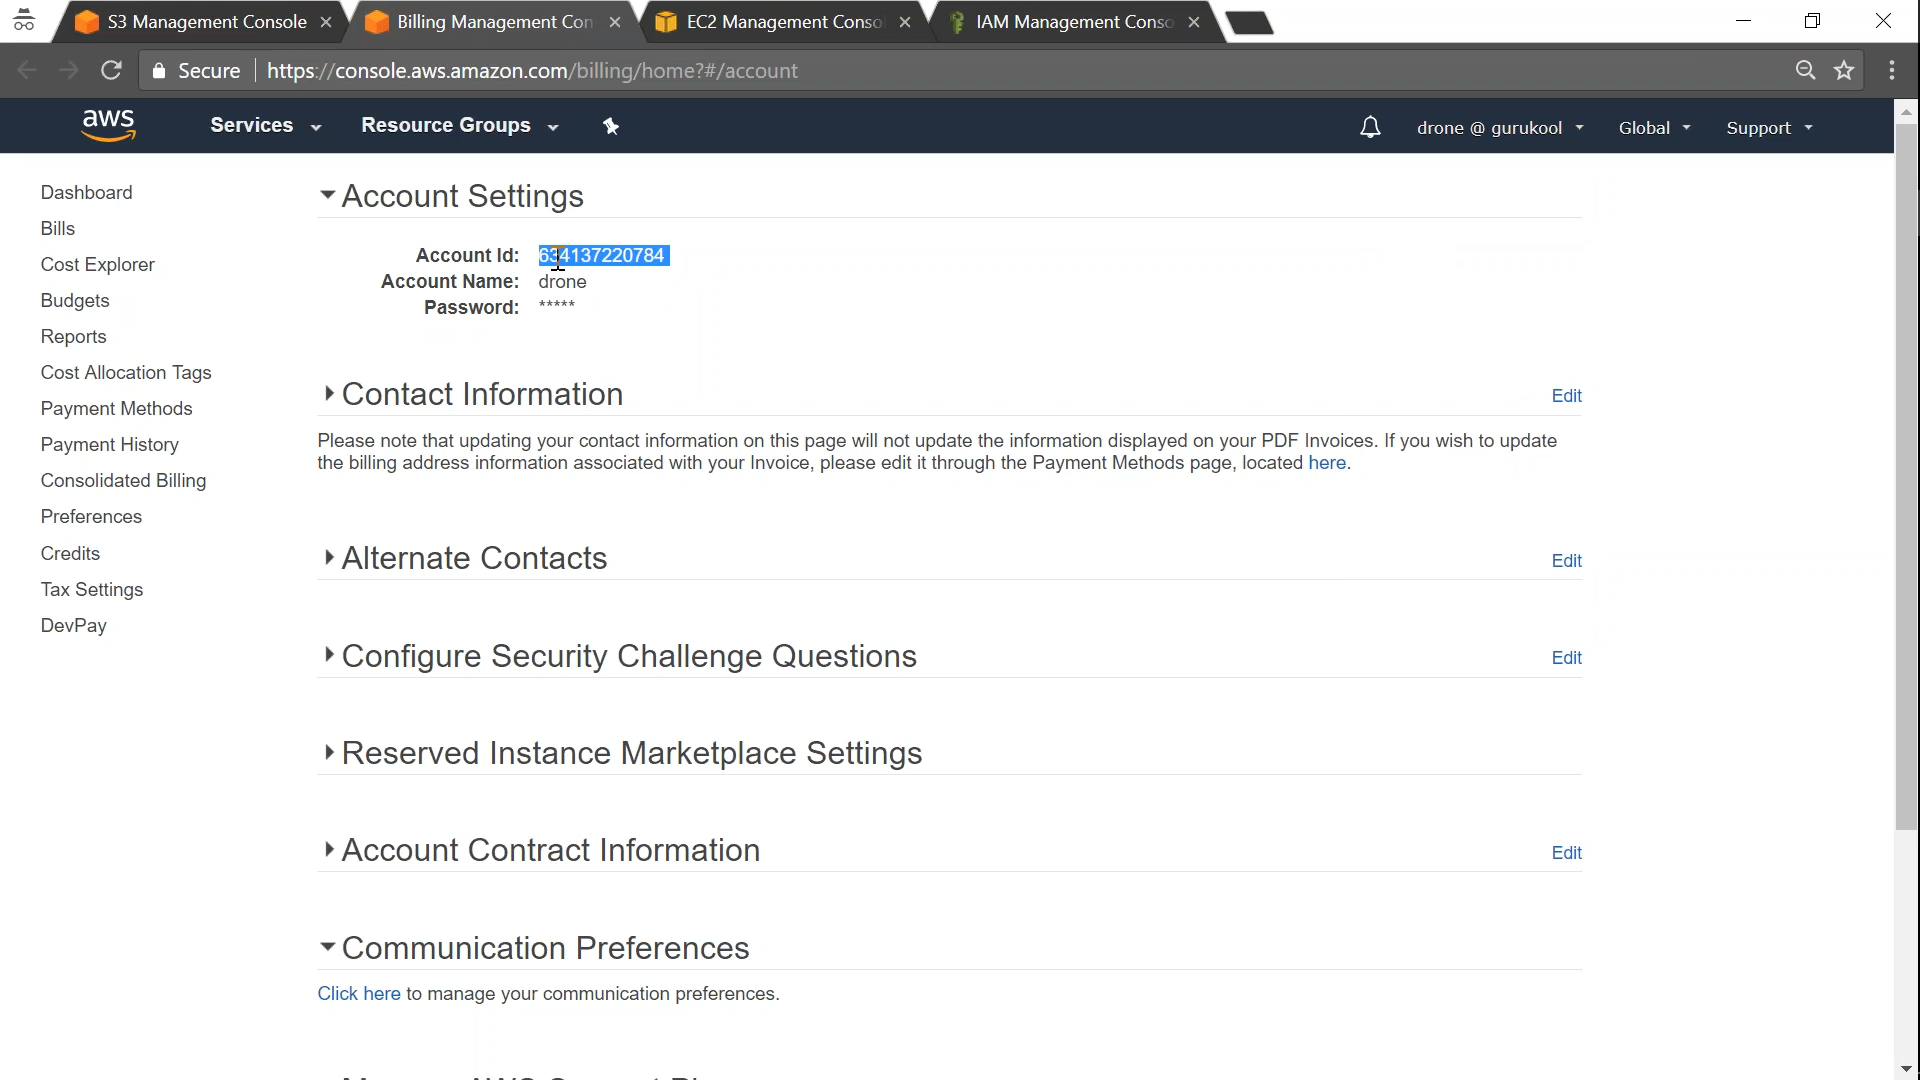 S3 Management Console
Billing Management Con
EC2 Management Conso
IAM Management Conso
Secure
https://console.aws.amazon.com/billing/home?#/account
aws
Services
Resource Groups
drone @ gurukool
Global
Support
Dashboard
Bills
Cost Explorer
Budgets
Reports
Cost Allocation Tags
Payment Methods
Payment History
Consolidated Billing
Preferences
Credits
Tax Settings
DevPay
Account Settings
Account Id: 634137220784
Account Name: drone
Password: *****
Contact Information
Edit
Please note that updating your contact information on this page will not update the information displayed on your PDF Invoices. If you wish to update
the billing address information associated with your Invoice, please edit it through the Payment Methods page, located here.
Alternate Contacts
Edit
Configure Security Challenge Questions
Edit
Reserved Instance Marketplace Settings
Account Contract Information
Edit
Communication Preferences
Click here to manage your communication preferences.